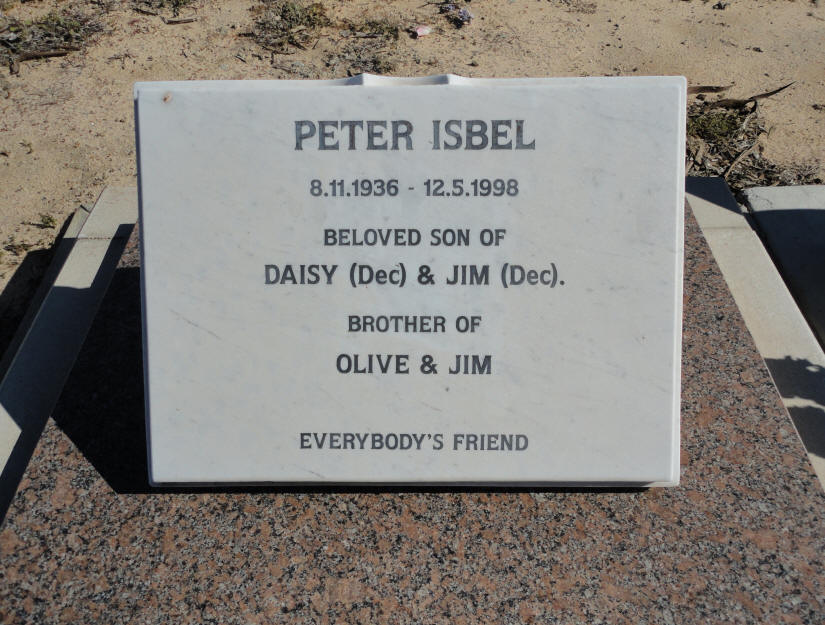 PETER ISBEL
8.11.1936 - 12.5.1998
BELOVED SON OF
DAISY (Dec) & JIM (Dec).
BROTHER OF
OLIVE & JIM
EVERYBODY'S FRIEND